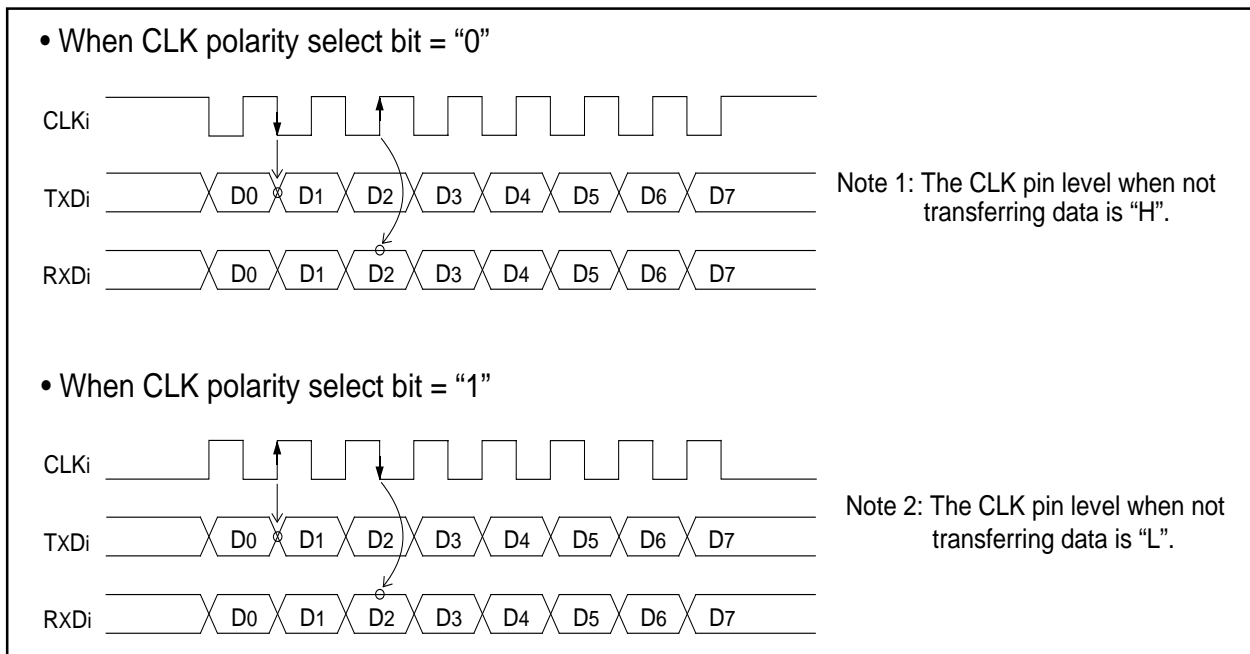 • When CLK polarity select bit = “0”
CLKi
TXDi D0 D1 D2 D3 D4 D5 D6 D7
Note 1: The CLK pin level when not
transferring data is “H”.
RXDi D0 D1 D2 D3 D4 D5 D6 D7
• When CLK polarity select bit = “1”
CLKi
TXDi D0 D1 D2 D3 D4 D5 D6 D7
Note 2: The CLK pin level when not
transferring data is “L”.
RXDi D0 D1 D2 D3 D4 D5 D6 D7